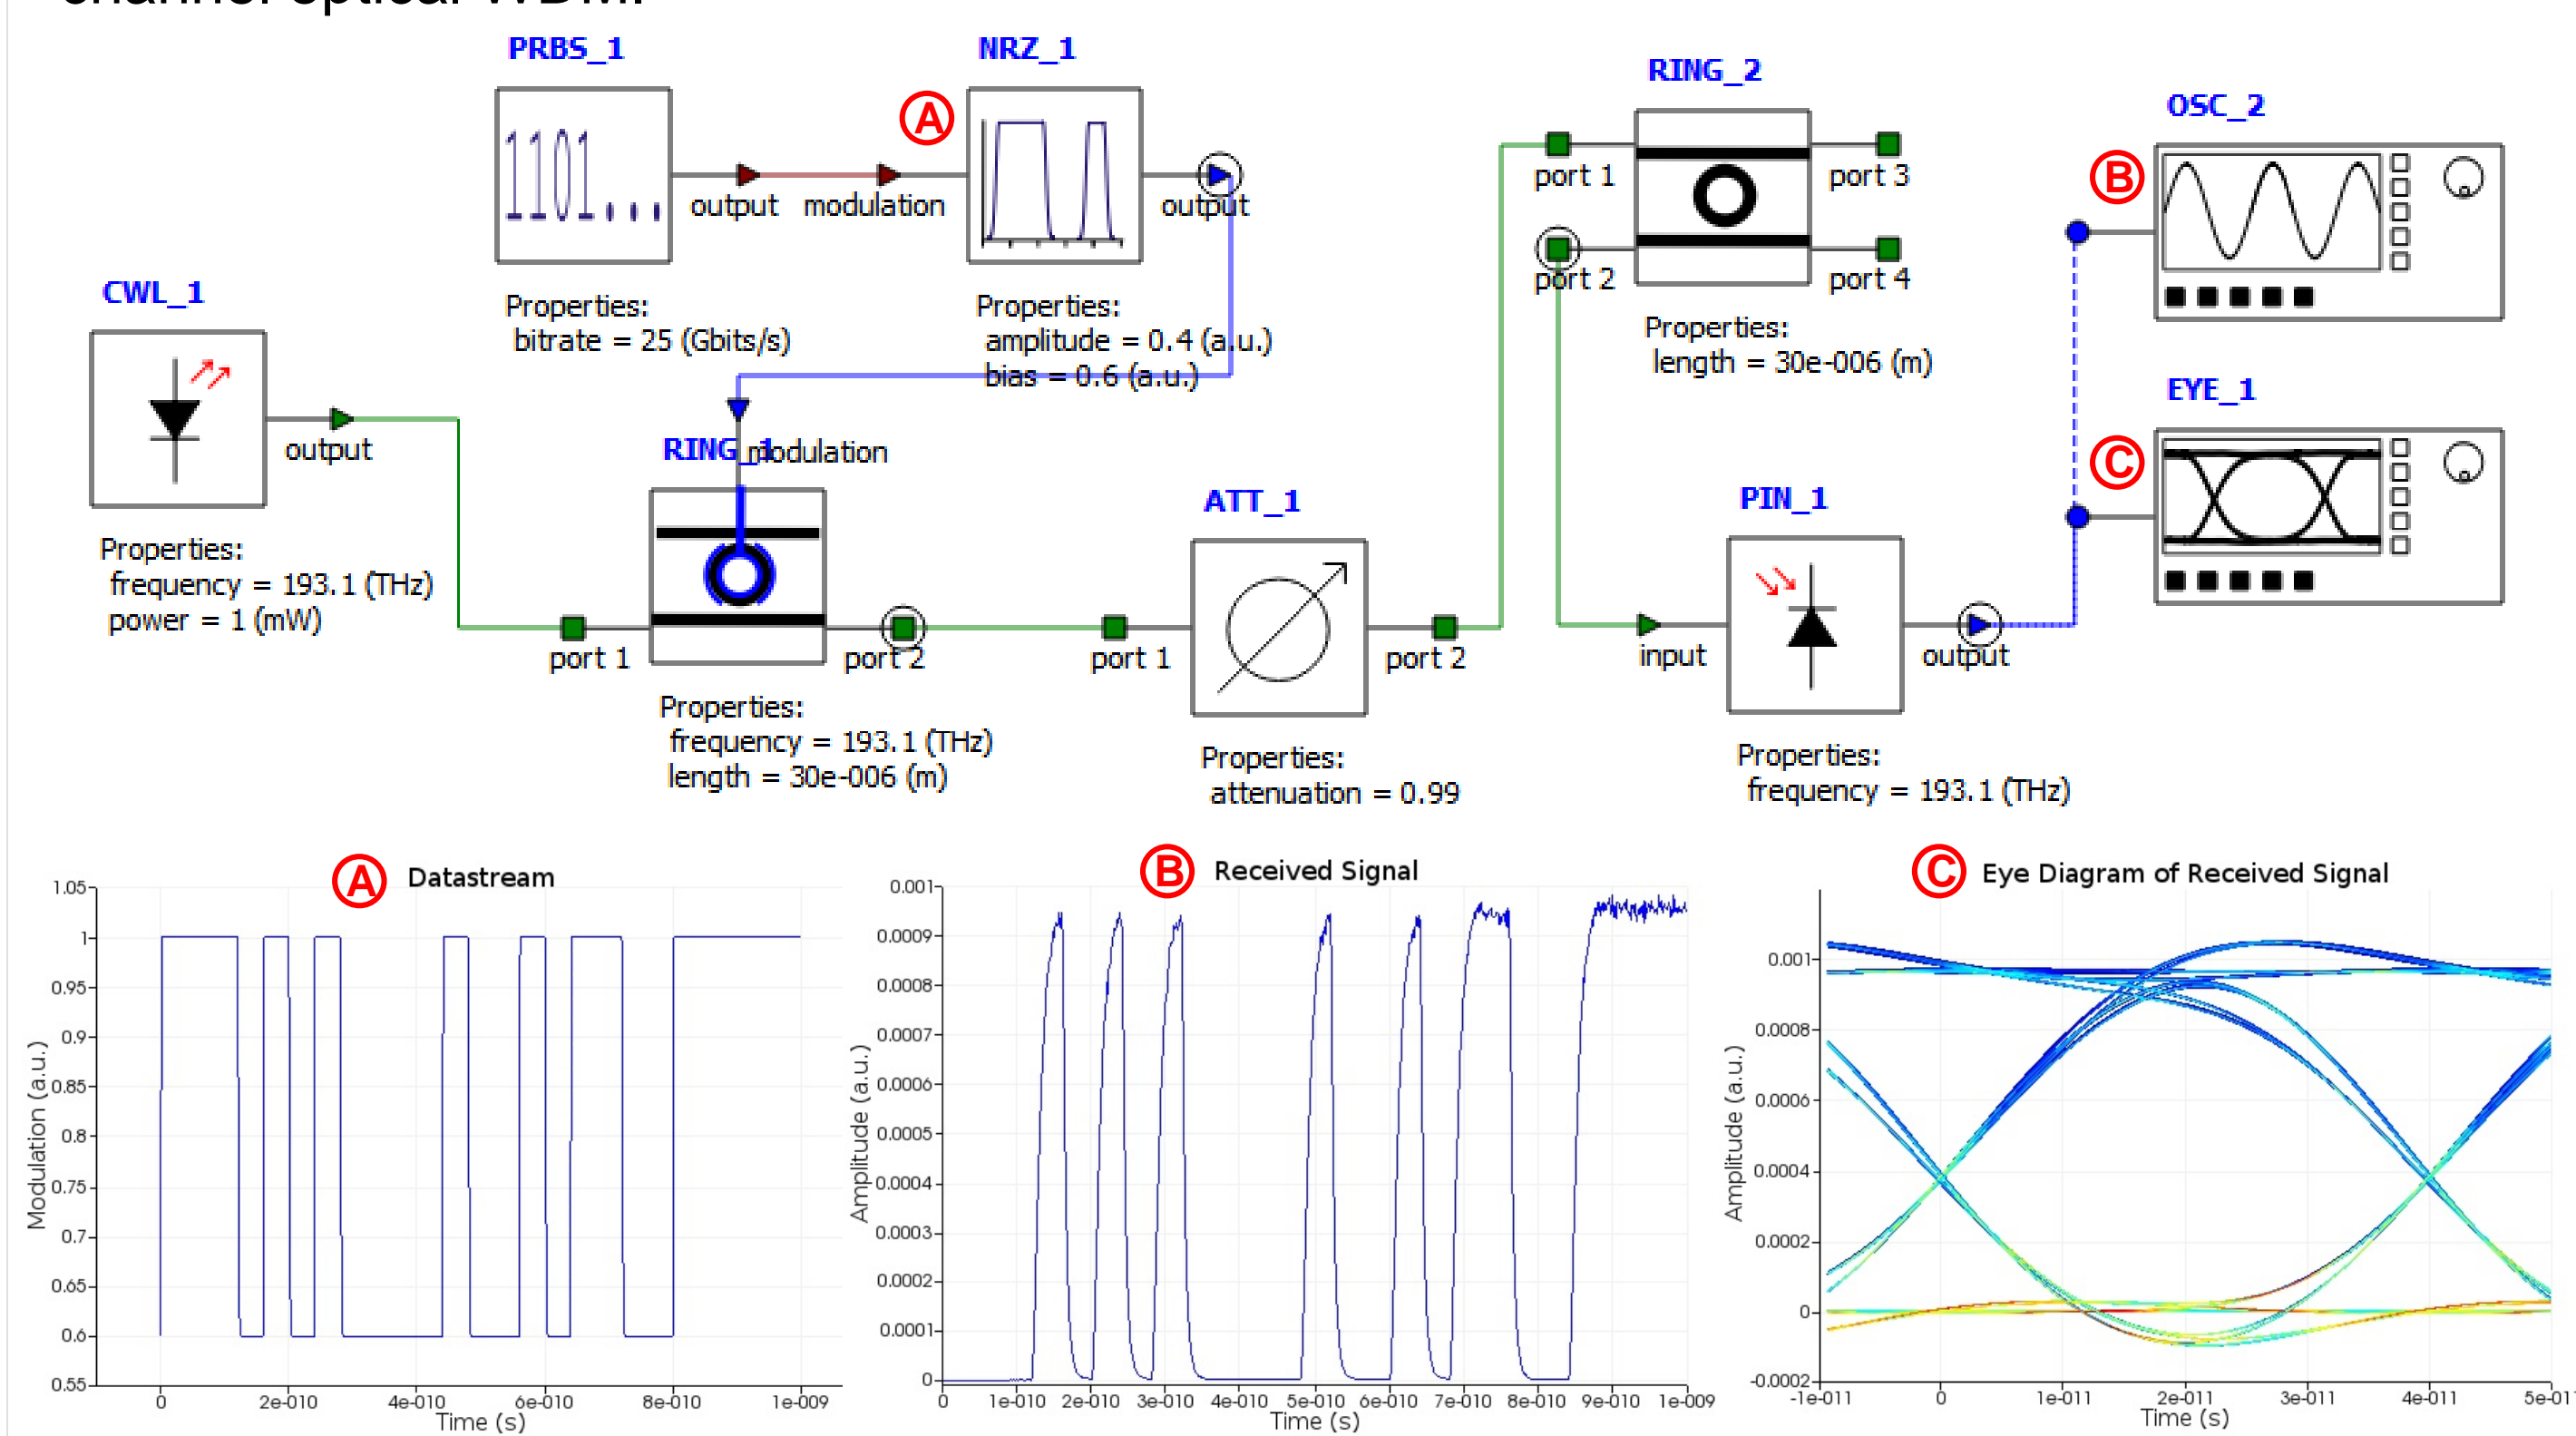 channel optical WDM.
PRBS_1
1101...
output
Properties:
bitrate = 25 (Gbits/s)
A
NRZ_1
modulation
output
Properties:
amplitude = 0.4 (a.u.)
bias = 0.6 (a.u.)
CWL_1
output
Properties:
frequency = 193.1 (THz)
power = 1 (mW)
RING_1
modulation
port 1
port 2
Properties:
frequency = 193.1 (THz)
length = 30e-006 (m)
ATT_1
port 1
port 2
Properties:
attenuation = 0.99
RING_2
port 1
port 3
port 2
port 4
Properties:
length = 30e-006 (m)
PIN_1
input
output
Properties:
frequency = 193.1 (THz)
OSC_2
B
EYE_1
C
A Datastream
Modulation (a.u.)
1.05
1
0.95
0.9
0.85
0.8
0.75
0.7
0.65
0.6
0.55
0 2e-010 4e-010 6e-010 8e-010 1e-009
Time (s)
B Received Signal
Amplitude (a.u.)
0.001
0.0009
0.0008
0.0007
0.0006
0.0005
0.0004
0.0003
0.0002
0.0001
0
0 1e-010 2e-010 3e-010 4e-010 5e-010 6e-010 7e-010 8e-010 9e-010 1e-009
Time (s)
C Eye Diagram of Received Signal
Amplitude (a.u.)
0.001
0.0008
0.0006
0.0004
0.0002
0
-0.0002
-1e-011 0 1e-011 2e-011 3e-011 4e-011 5e-011
Time (s)